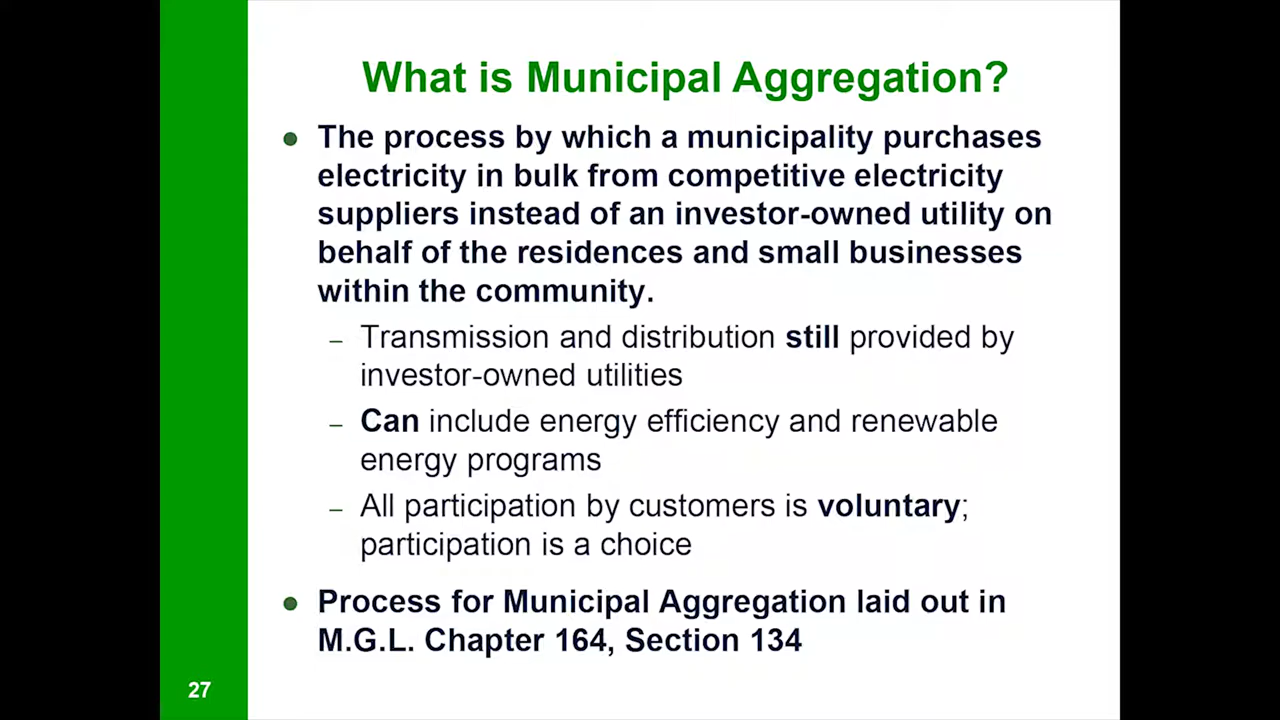 What is Municipal Aggregation?
● The process by which a municipality purchases
electricity in bulk from competitive electricity
suppliers instead of an investor-owned utility on
behalf of the residences and small businesses
within the community.
– Transmission and distribution still provided by
investor-owned utilities
– Can include energy efficiency and renewable
energy programs
– All participation by customers is voluntary;
participation is a choice
● Process for Municipal Aggregation laid out in
M.G.L. Chapter 164, Section 134
27